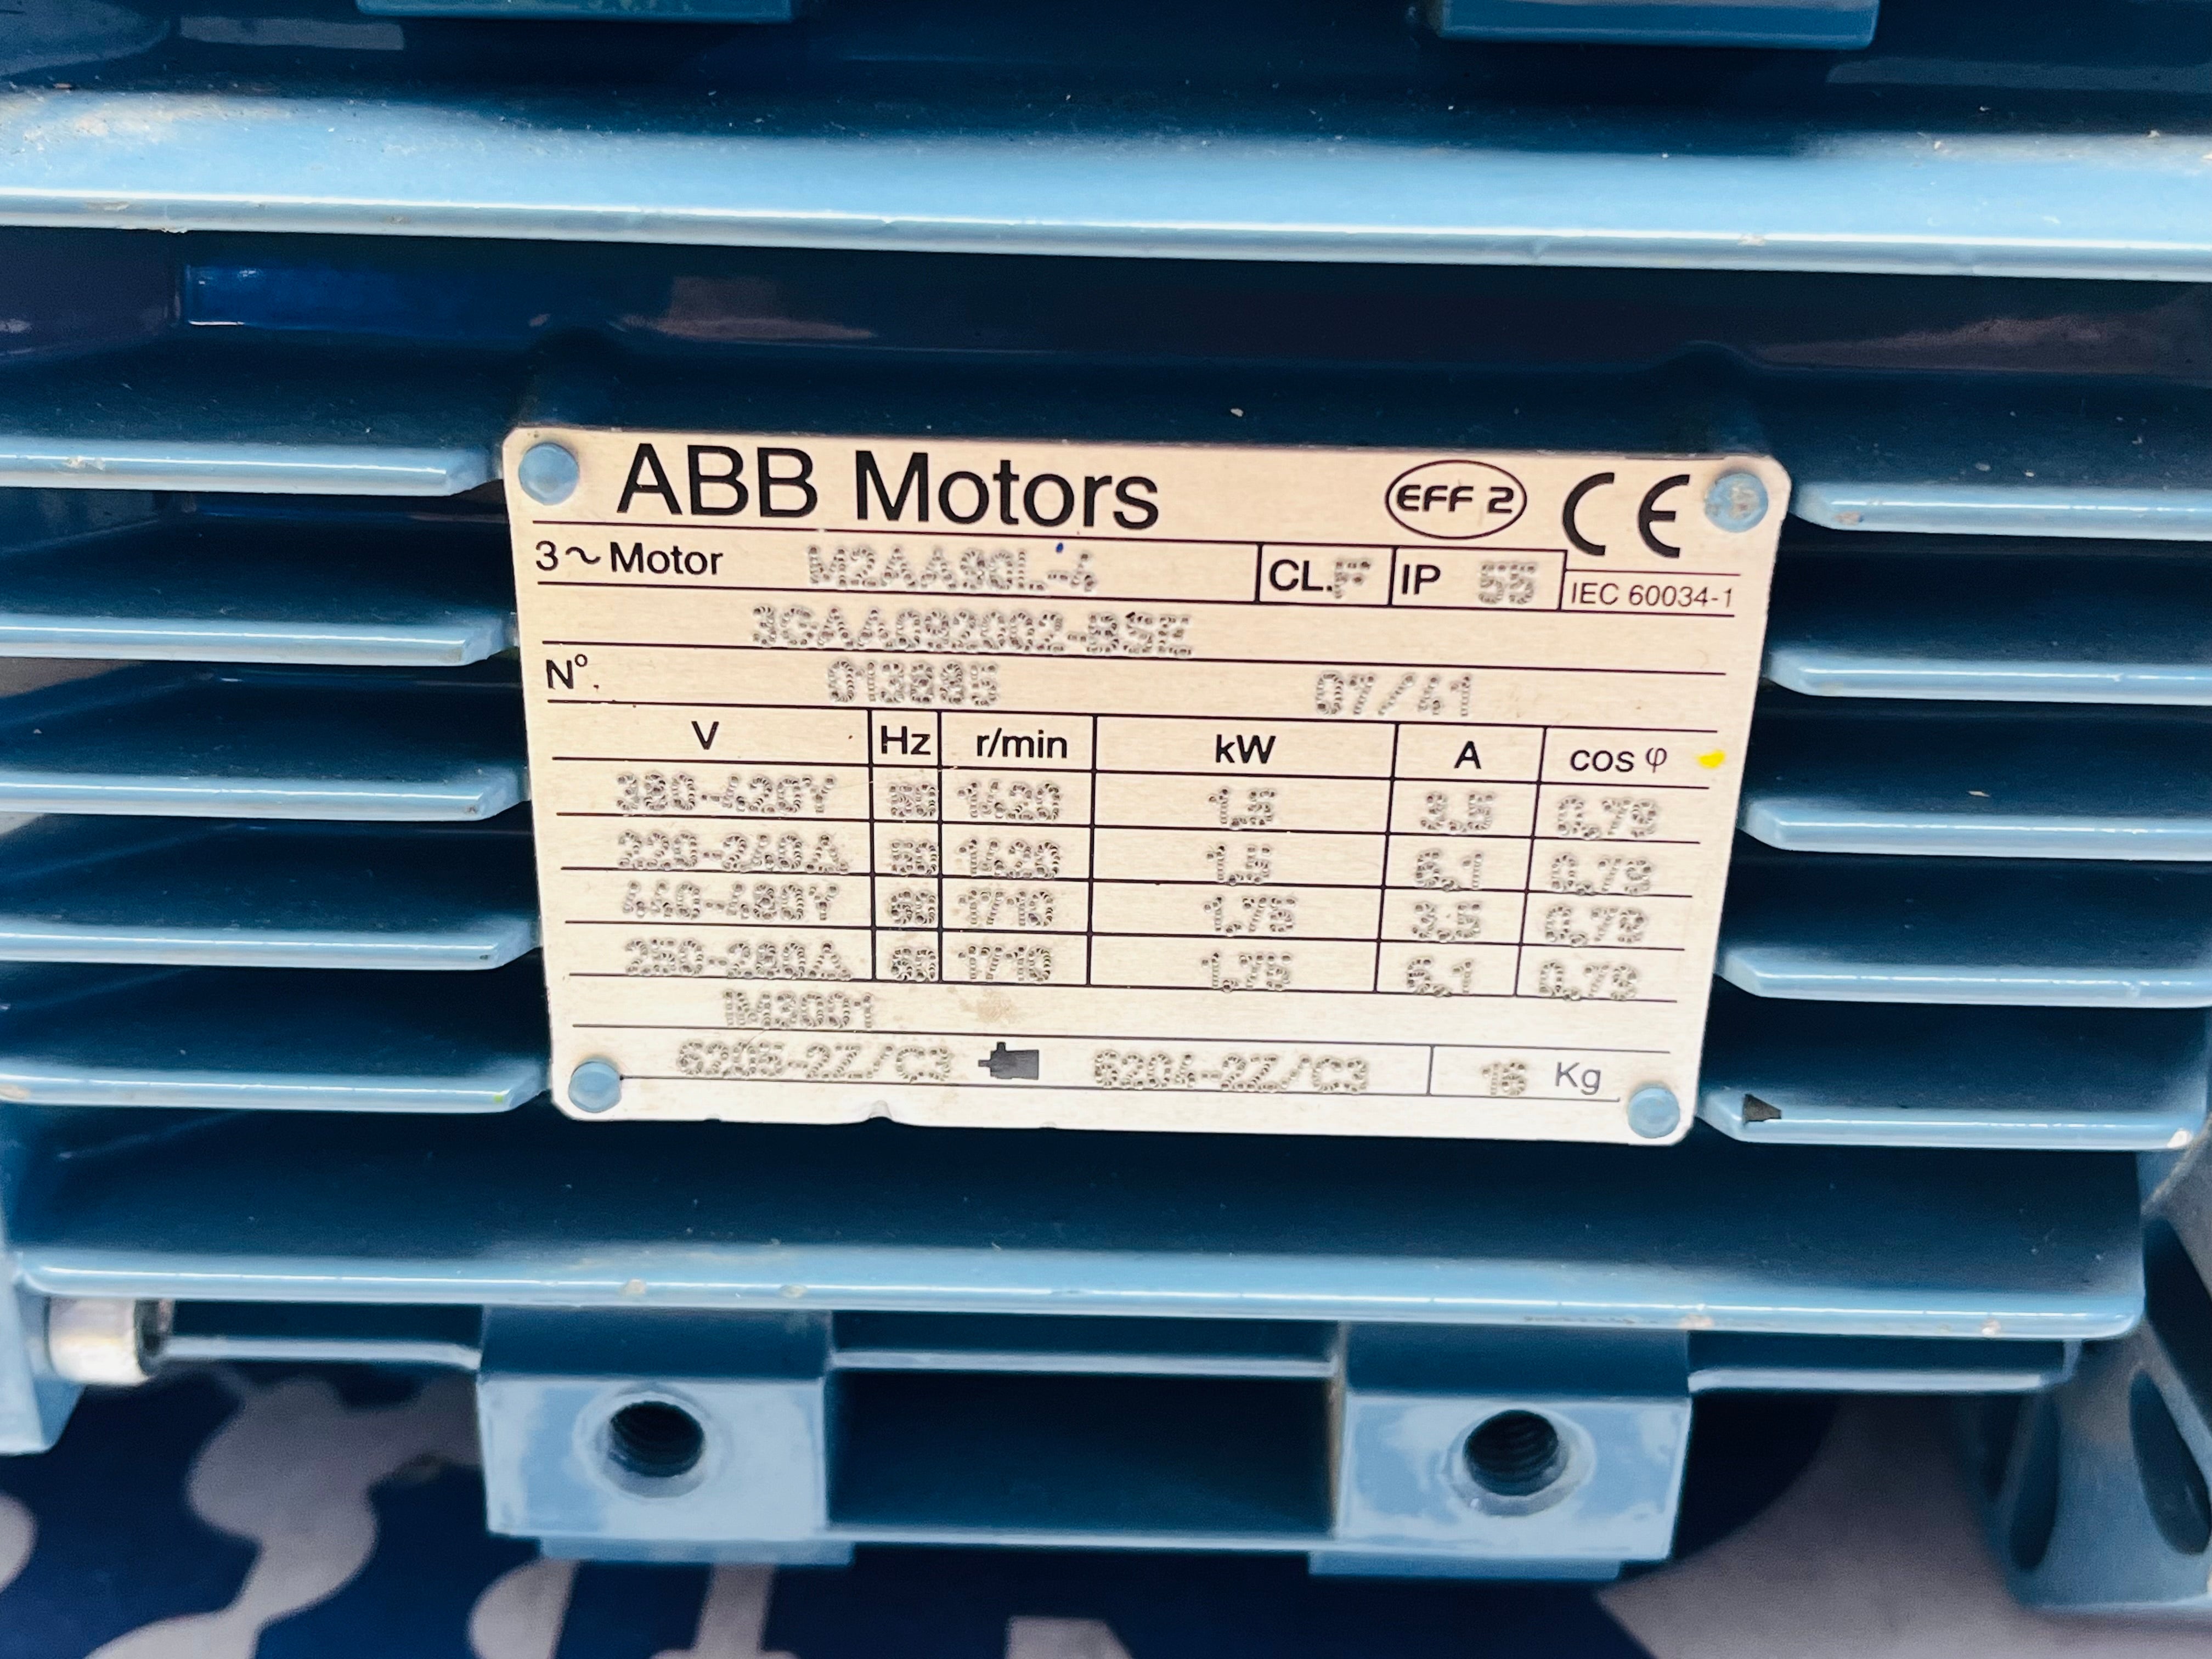 ABB Motors EFF 2 CE
3~Motor M2AA90L-4 CL.F IP 55 IEC 60034-1
3GAA092002-BSE
Nº. 07/41
V Hz r/min kW A cos φ
380-420Y 50 1420 1.5 3.5 0,79
220-240Δ 50 1420 1.5 6,1 0,79
440-480Y 60 1710 1,75 3.5 0,78
250-280Δ 60 1710 1,75 6,1 0,78
IM3001
6205-2Z/C3 6204-2Z/C3 16 Kg